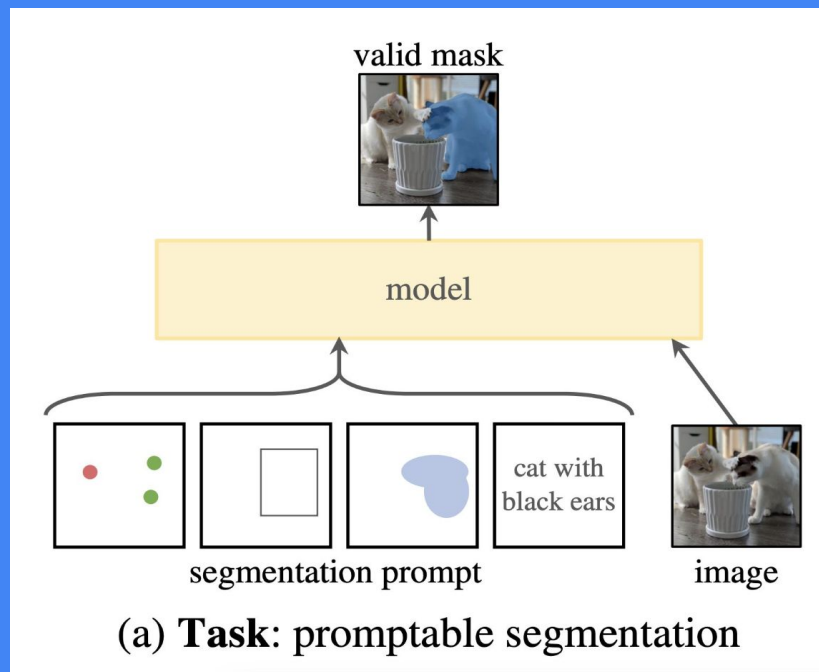 valid mask
model
cat with
black ears
segmentation prompt
image
(a) Task: promptable segmentation